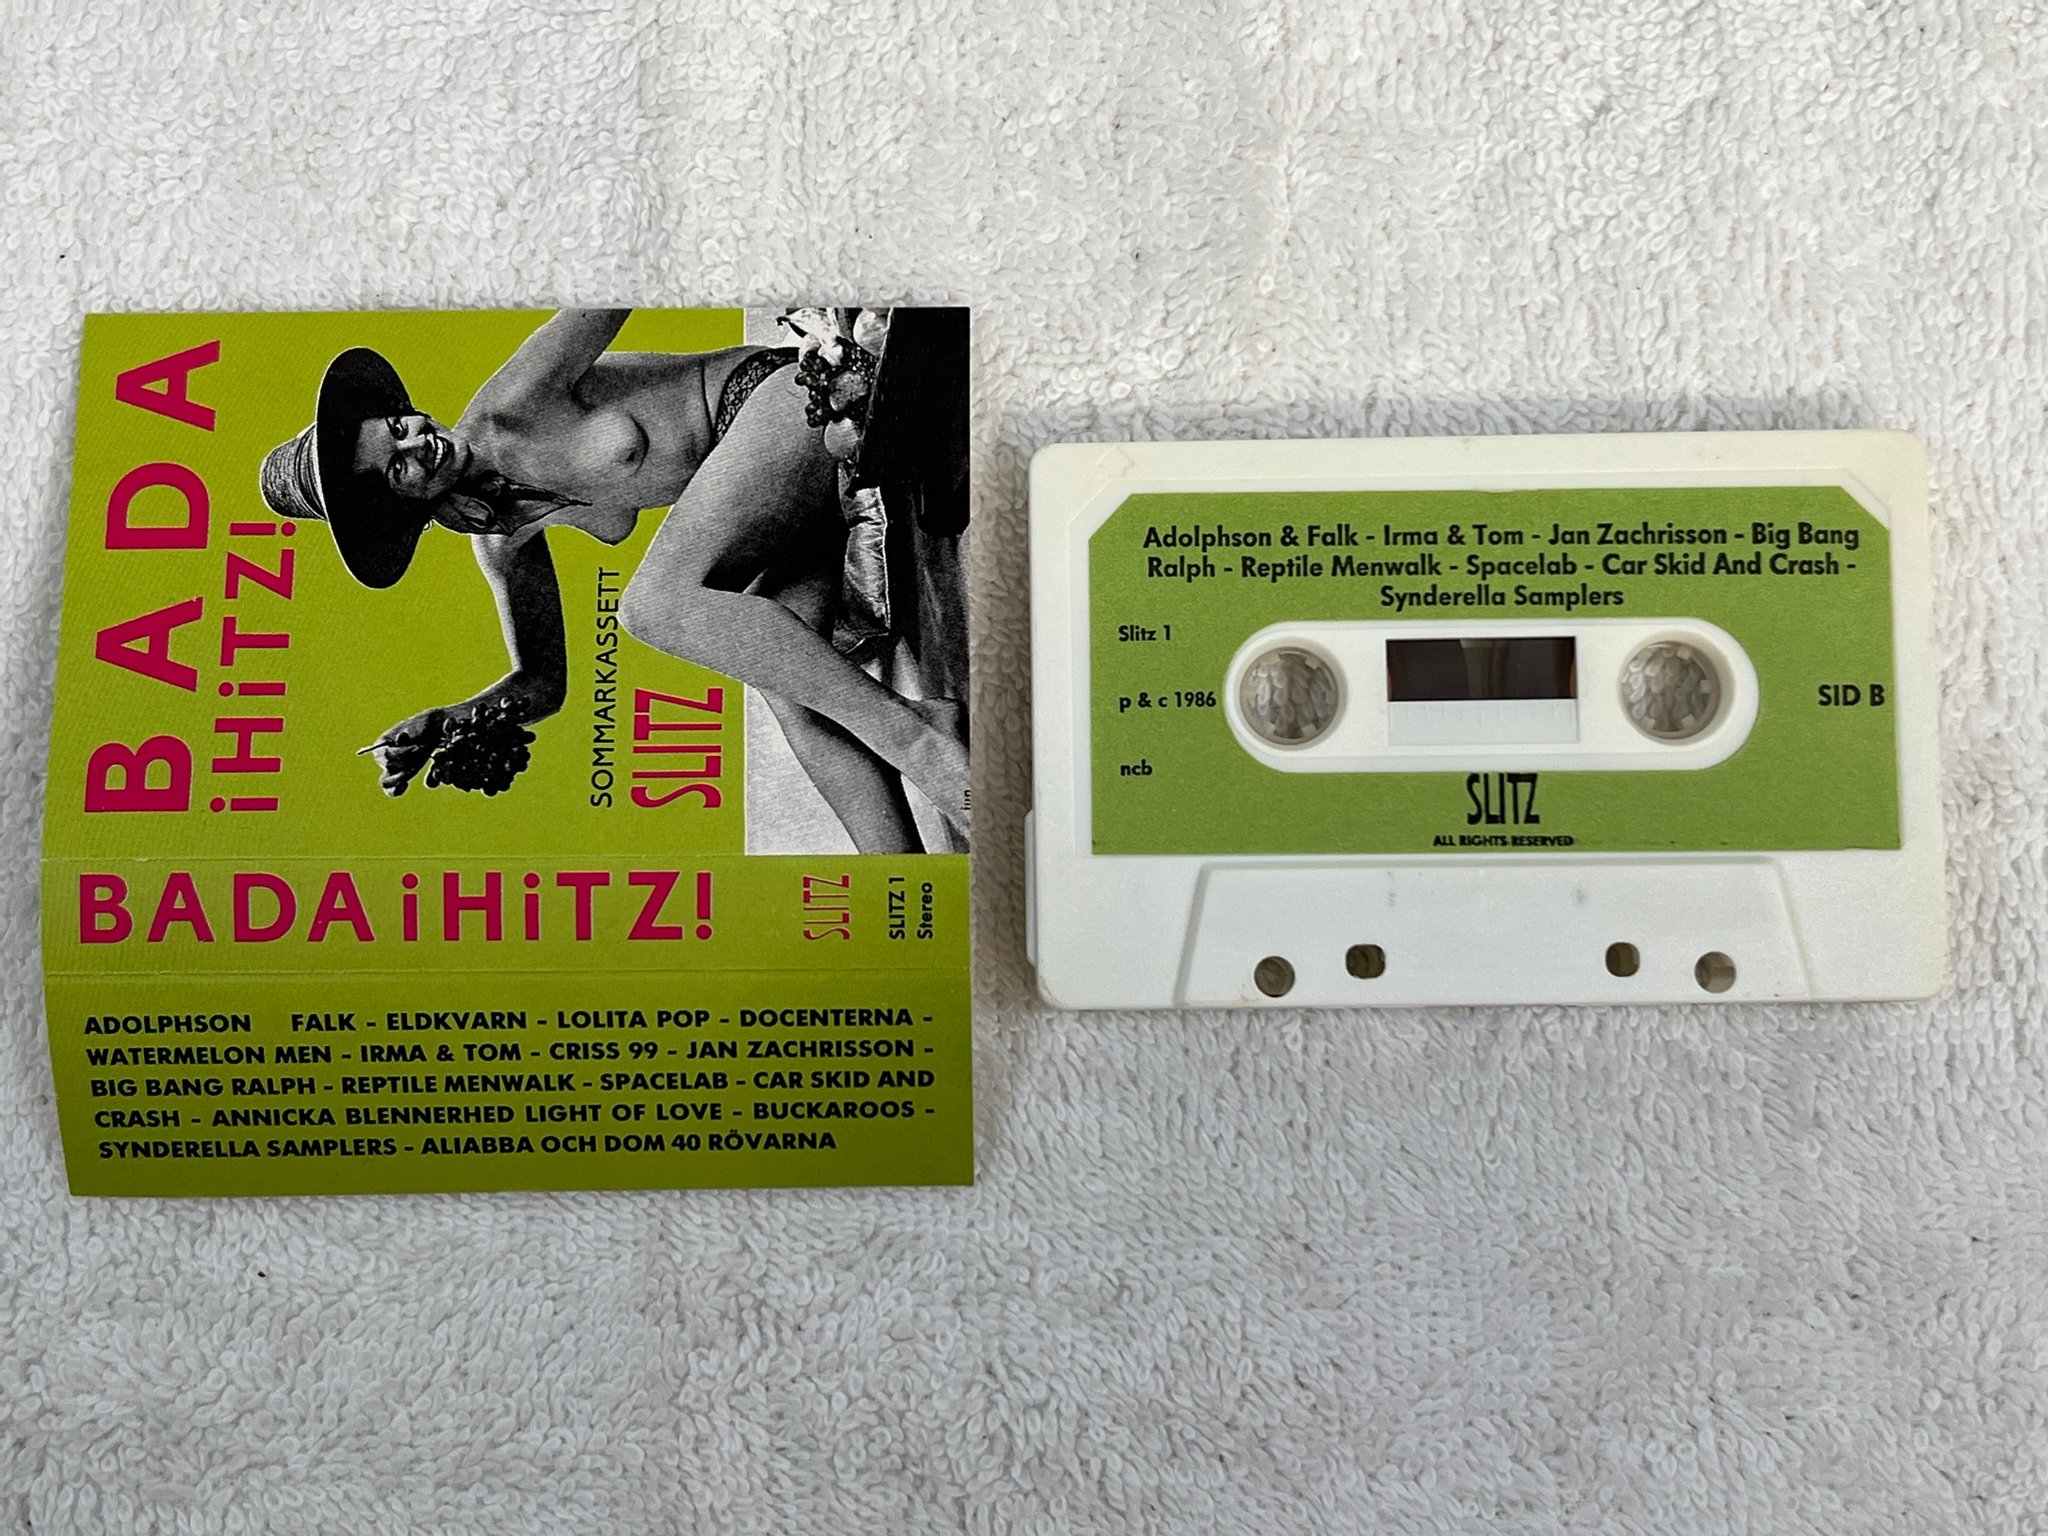 BADA
iHiTZ!
SOMMARKASSETT
SLITZ
BADA iHiTZ!
SLITZ
SLITZ 1
Stereo
ADOLPHSON FALK - ELDKVARN - LOLITA POP - DOCENTERNA -
WATERMELON MEN - IRMA & TOM - CRISS 99 - JAN ZACHRISSON -
BIG BANG RALPH - REPTILE MENWALK - SPACELAB - CAR SKID AND
CRASH - ANNICKA BLENNERHED LIGHT OF LOVE - BUCKAROOS -
SYNDERELLA SAMPLERS - ALIABBA OCH DOM 40 RÖVARNA
Adolphson & Falk - Irma & Tom - Jan Zachrisson - Big Bang
Ralph - Reptile Menwalk - Spacelab - Car Skid And Crash -
Synderella Samplers
Slitz 1
p & c 1986
SID B
ncb
SLITZ
ALL RIGHTS RESERVED